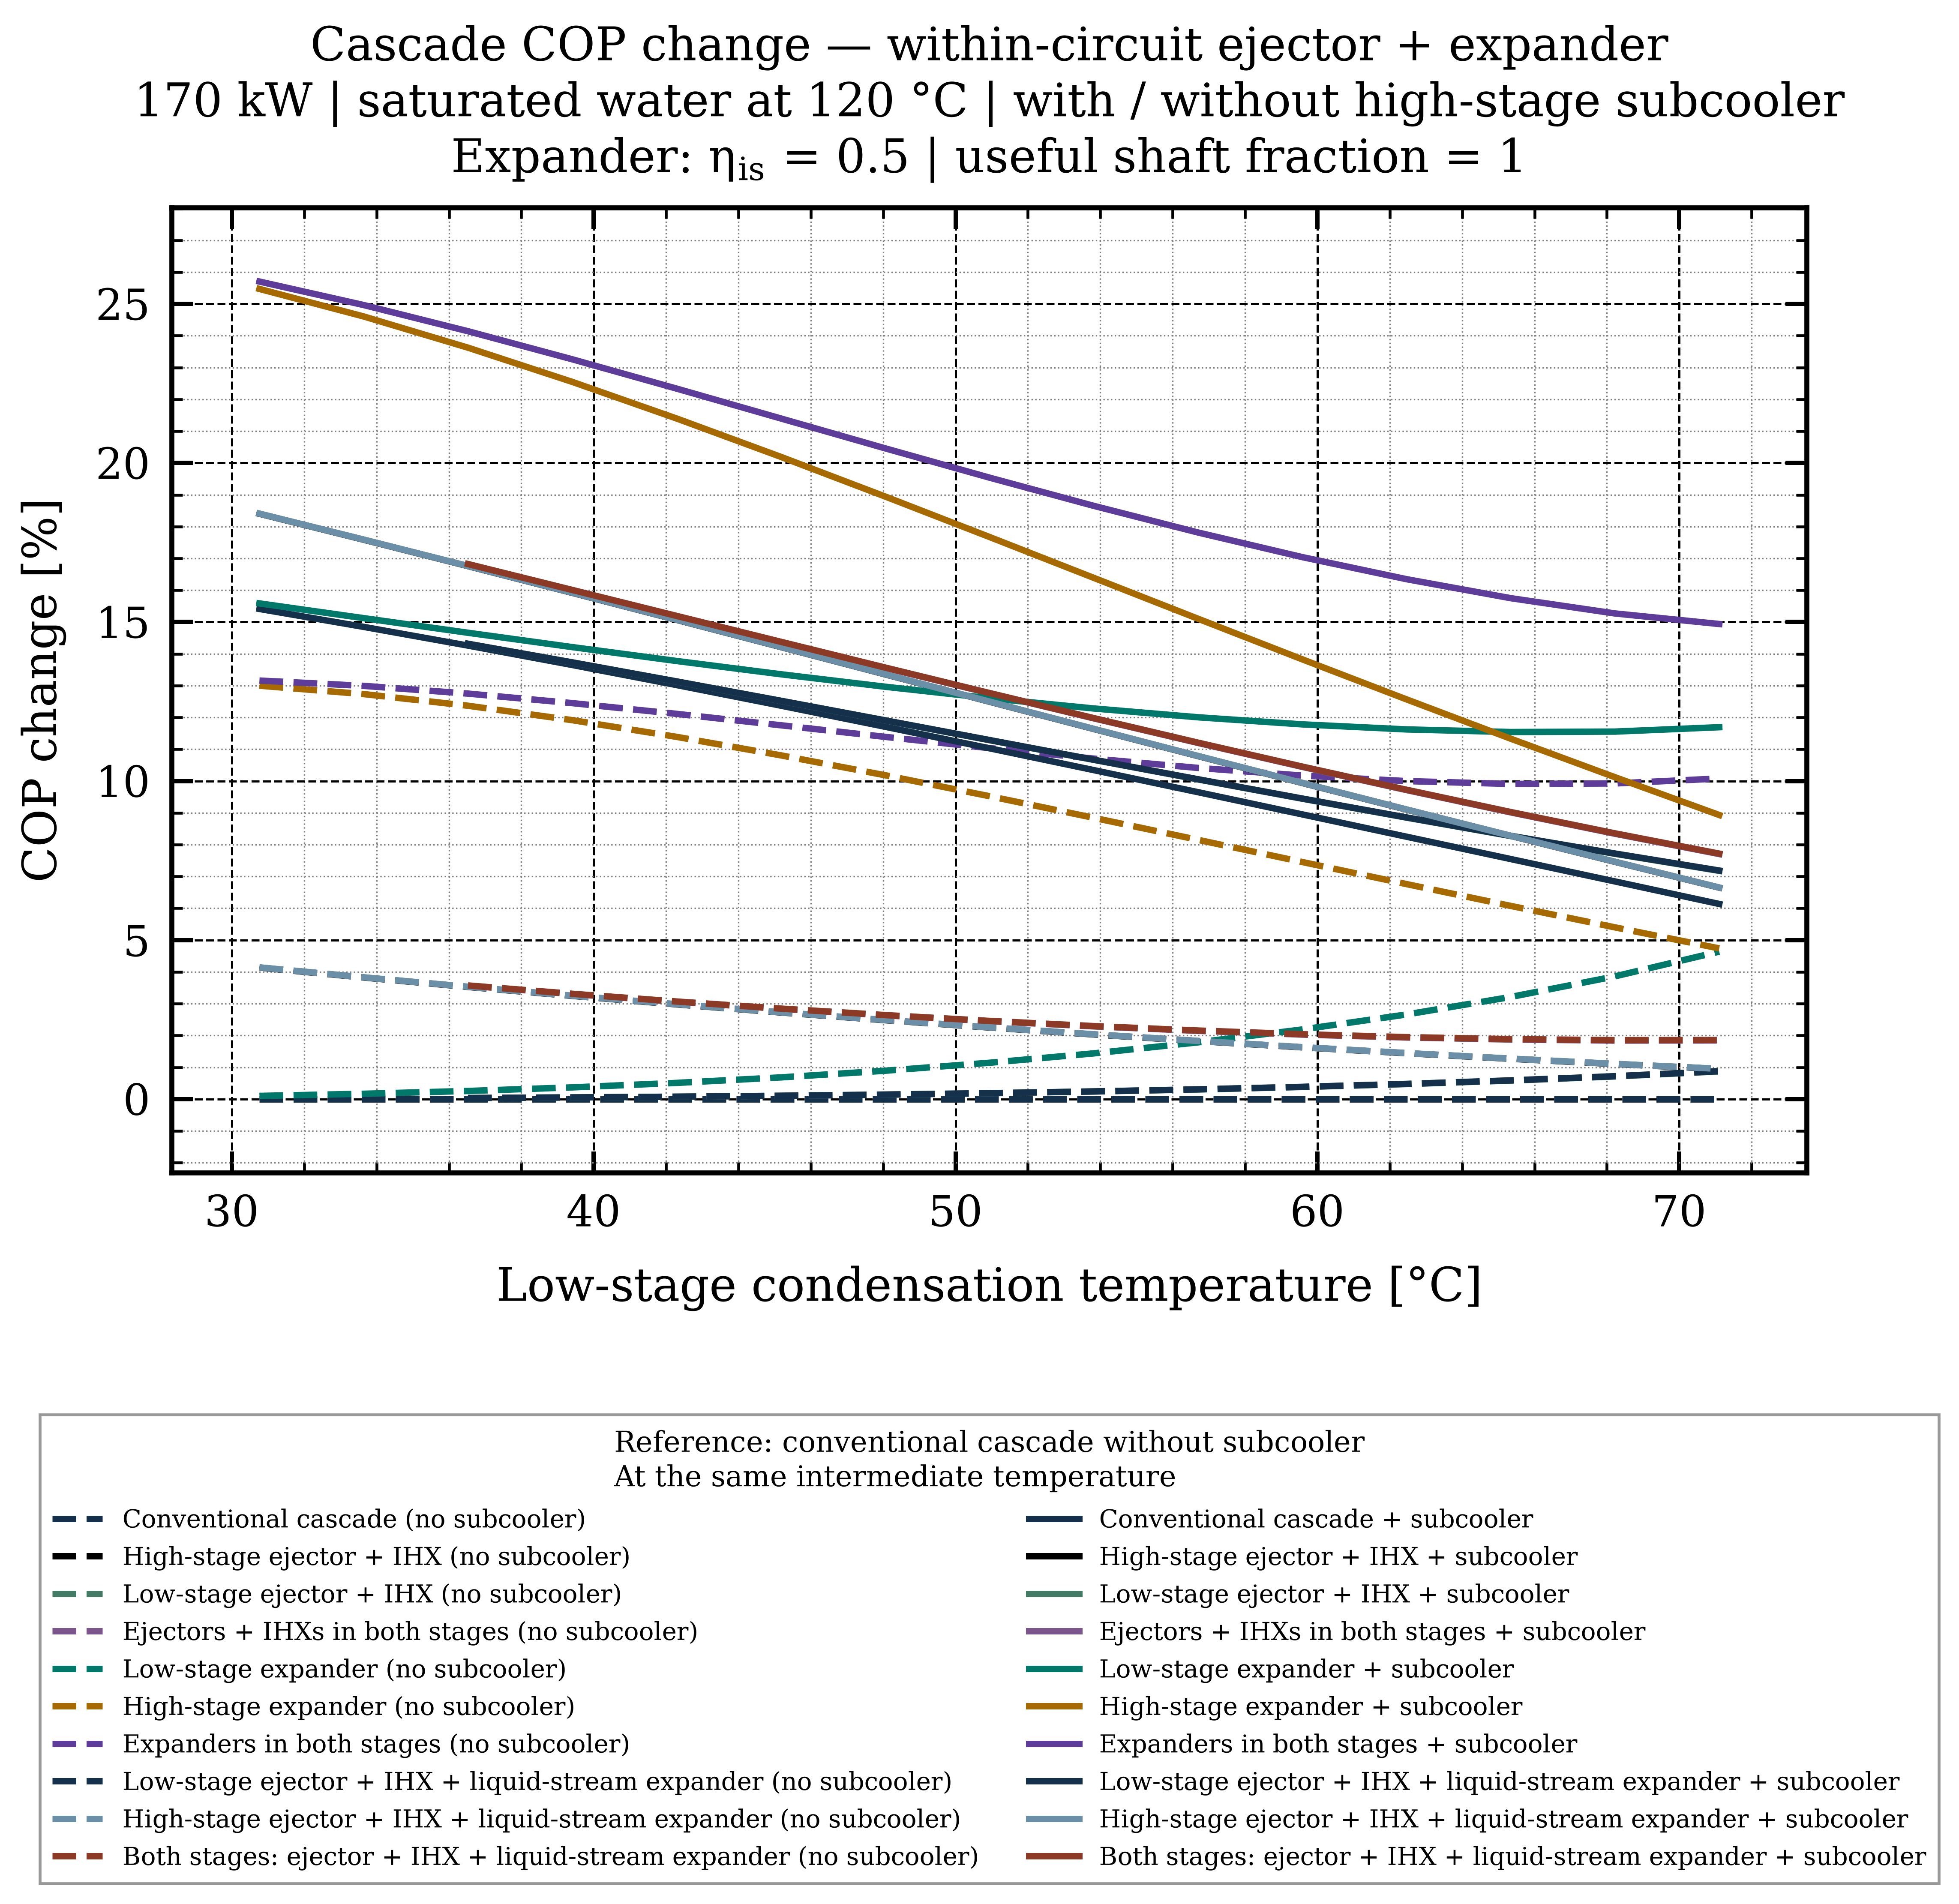 Cascade COP change — within-circuit ejector + expander
170 kW | saturated water at 120 °C | with / without high-stage subcooler
Expander: ηis = 0.5 | useful shaft fraction = 1
COP change [%]
25
20
15
10
5
0
30 40 50 60 70
Low-stage condensation temperature [°C]
Reference: conventional cascade without subcooler
At the same intermediate temperature
Conventional cascade (no subcooler)
High-stage ejector + IHX (no subcooler)
Low-stage ejector + IHX (no subcooler)
Ejectors + IHXs in both stages (no subcooler)
Low-stage expander (no subcooler)
High-stage expander (no subcooler)
Expanders in both stages (no subcooler)
Low-stage ejector + IHX + liquid-stream expander (no subcooler)
High-stage ejector + IHX + liquid-stream expander (no subcooler)
Both stages: ejector + IHX + liquid-stream expander (no subcooler)
Conventional cascade + subcooler
High-stage ejector + IHX + subcooler
Low-stage ejector + IHX + subcooler
Ejectors + IHXs in both stages + subcooler
Low-stage expander + subcooler
High-stage expander + subcooler
Expanders in both stages + subcooler
Low-stage ejector + IHX + liquid-stream expander + subcooler
High-stage ejector + IHX + liquid-stream expander + subcooler
Both stages: ejector + IHX + liquid-stream expander + subcooler